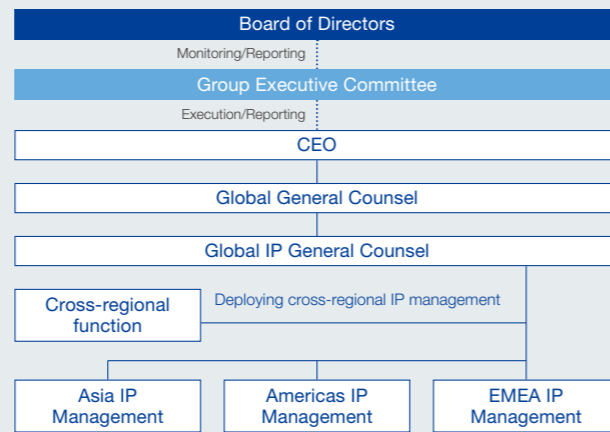 Board of Directors
Monitoring/Reporting
Group Executive Committee
Execution/Reporting
CEO
Global General Counsel
Global IP General Counsel
Cross-regional
function
Deploying cross-regional IP management
Asia IP
Management
Americas IP
Management
EMEA IP
Management